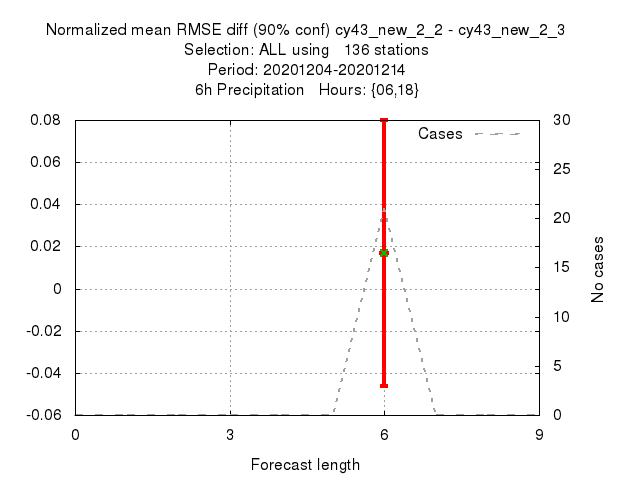 Normalized mean RMSE diff (90% conf) cy43_new_2_2 - cy43_new_2_3
Selection: ALL using 136 stations
Period: 20201204-20201214
6h Precipitation Hours: {06,18}
Cases
0.08
0.06
0.04
0.02
0
-0.02
-0.04
-0.06
30
25
20
15
10
5
0
No cases
0 3 6 9
Forecast length